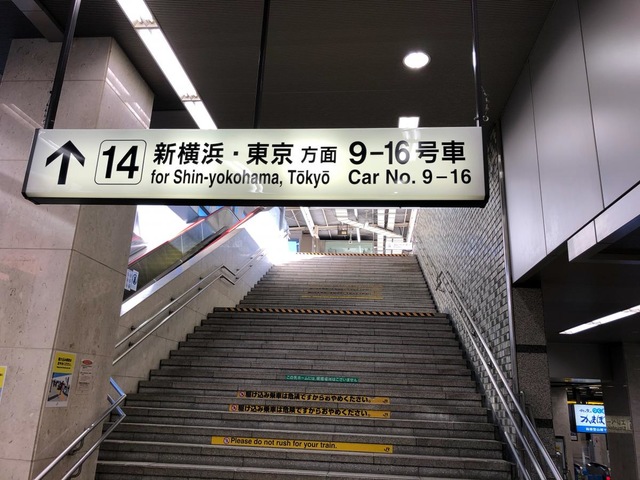 14
新横浜・東京 方面 9-16 号車
for Shin-yokohama, Tōkyō Car No. 9-16
駆け込み乗車は危険ですからおやめください。
駆け込み乗車は危険ですからおやめください。
Please do not rush for your train.